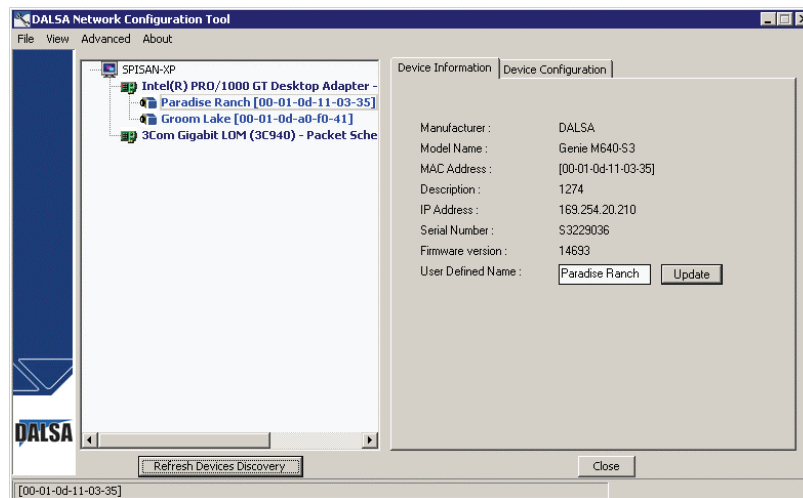 DALSA Network Configuration Tool
File View Advanced About
SPISAN-XP
Intel(R) PRO/1000 GT Desktop Adapter -
Paradise Ranch [00-01-0d-11-03-35]
Groom Lake [00-01-0d-a0-f0-41]
3Com Gigabit LOM (3C940) - Packet Sche
Device Information Device Configuration
Manufacturer : DALSA
Model Name : Genie M640-S3
MAC Address : [00-01-0d-11-03-35]
Description : 1274
IP Address : 169.254.20.210
Serial Number : S3229036
Firmware version : 14693
User Defined Name : Paradise Ranch Update
DALSA
Refresh Devices Discovery Close
[00-01-0d-11-03-35]